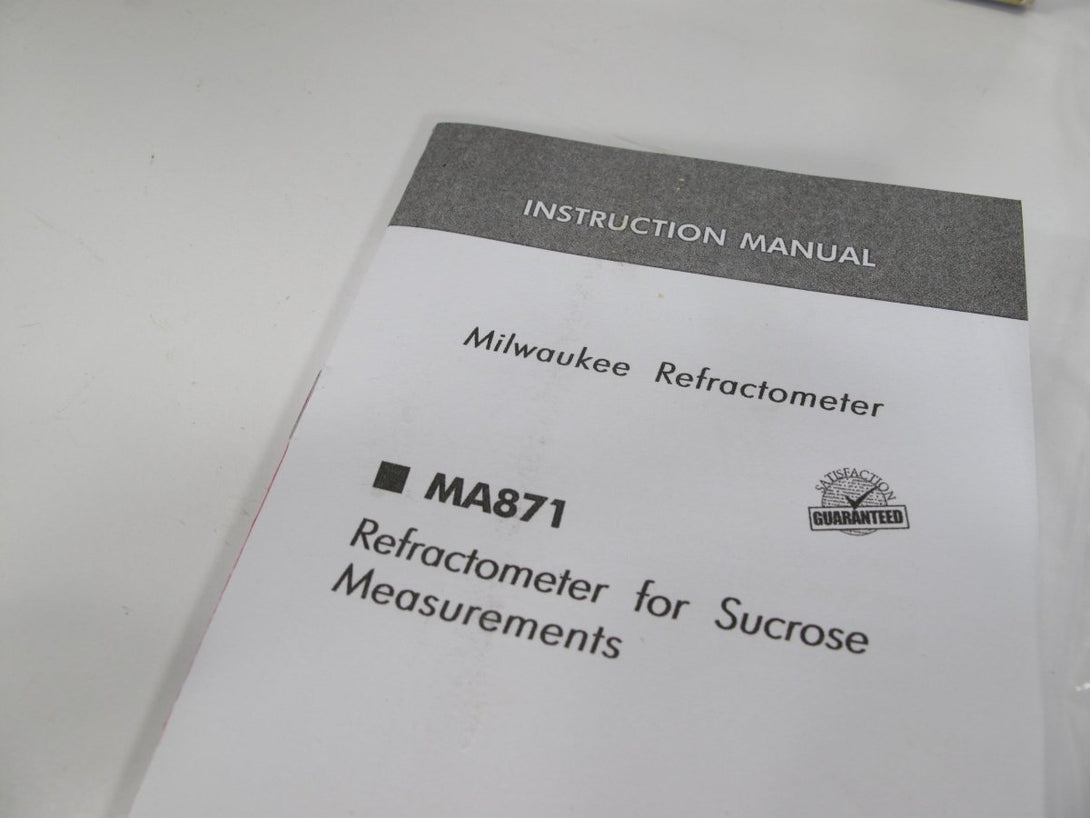 INSTRUCTION MANUAL
Milwaukee Refractometer
■ MA871
SATISFACTION
GUARANTEED
Refractometer for Sucrose
Measurements